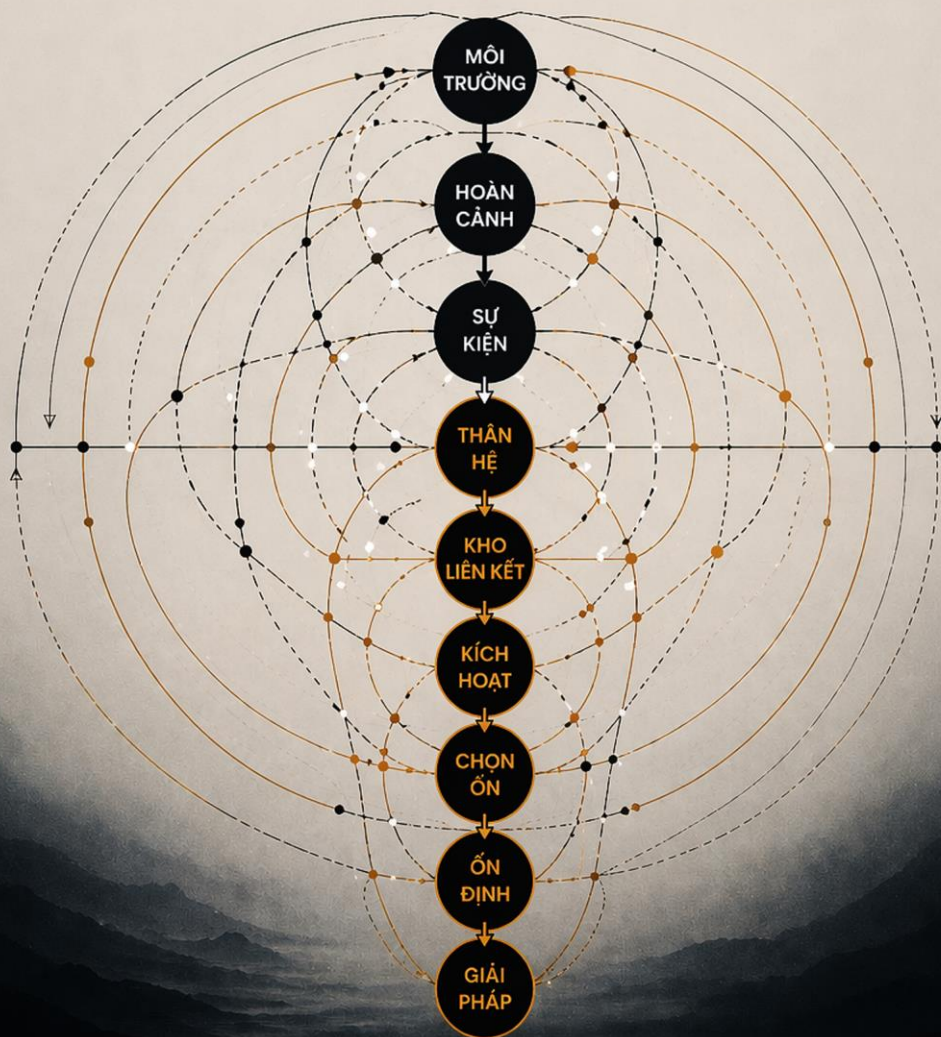 MÔI
TRƯỜNG
HOÀN
CẢNH
SỰ
KIỆN
THÂN
HỆ
KHO
LIÊN KẾT
KÍCH
HOẠT
CHỌN
ỐN
ỐN
ĐỊNH
GIẢI
PHÁP